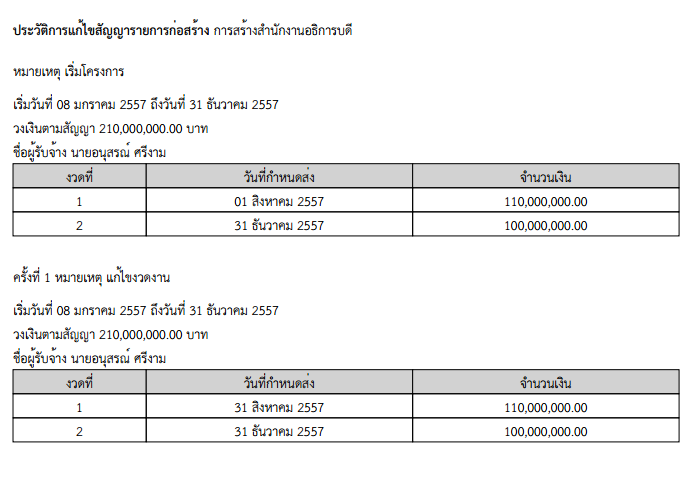 ประวัติการแก้ไขสัญญารายการก่อสร้าง การสร้างสำนักงานอธิการบดี
หมายเหตุ เริ่มโครงการ
เริ่มวันที่ 08 มกราคม 2557 ถึงวันที่ 31 ธันวาคม 2557
วงเงินตามสัญญา 210,000,000.00 บาท
ชื่อผู้รับจ้าง นายอนุสรณ์ ศรีงาม
งวดที่ วันที่กำหนดส่ง จำนวนเงิน
1 01 สิงหาคม 2557 110,000,000.00
2 31 ธันวาคม 2557 100,000,000.00
ครั้งที่ 1 หมายเหตุ แก้ไขงวดงาน
เริ่มวันที่ 08 มกราคม 2557 ถึงวันที่ 31 ธันวาคม 2557
วงเงินตามสัญญา 210,000,000.00 บาท
ชื่อผู้รับจ้าง นายอนุสรณ์ ศรีงาม
งวดที่ วันที่กำหนดส่ง จำนวนเงิน
1 31 สิงหาคม 2557 110,000,000.00
2 31 ธันวาคม 2557 100,000,000.00